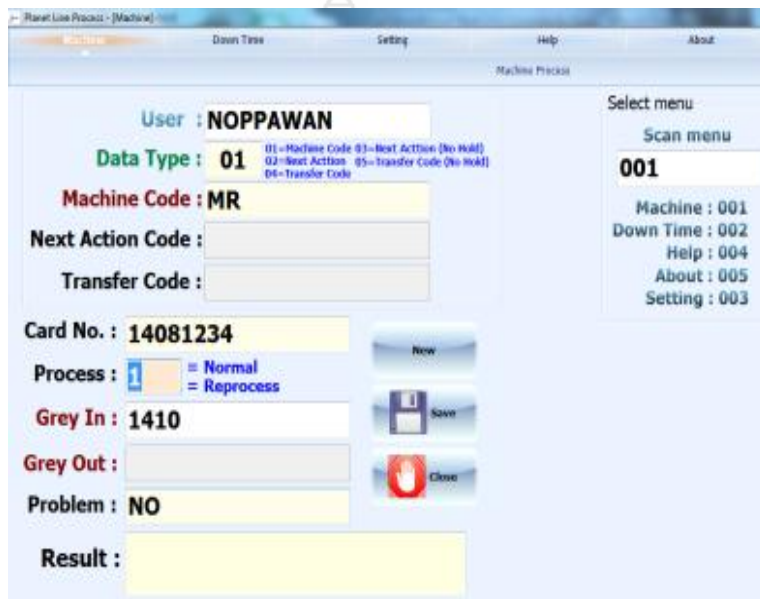 Planet Live Process - [Machine]
Machine Down Time Setting Help About
Machine Process
User : NOPPAWAN
Data Type : 01 01=Machine Code 03=Next Acttion (No Hold)
02=Next Acttion 05=Transfer Code (No Hold)
04=Transfer Code
Machine Code : MR
Next Action Code :
Transfer Code :
Select menu
Scan menu
001
Machine : 001
Down Time : 002
Help : 004
About : 005
Setting : 003
Card No. : 14081234
Process : 1 = Normal
= Reprocess
Grey In : 1410
Grey Out :
Problem : NO
Result :
New
Save
Close